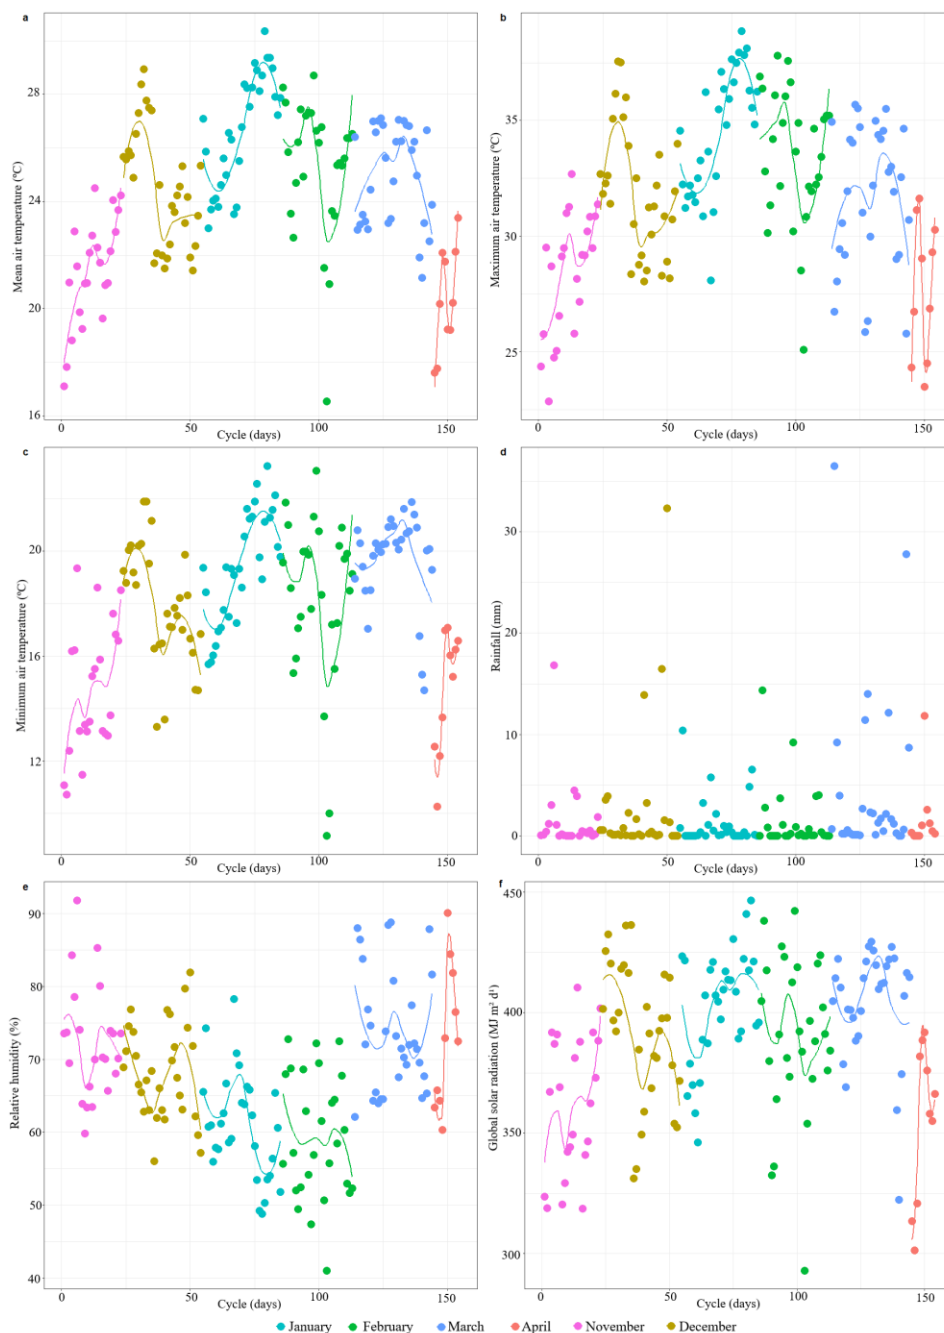 a
b
Mean air temperature (ºC)
28
24
20
16
0
50
100
150
Cycle (days)
Maximum air temperature (ºC)
35
30
25
0
50
100
150
Cycle (days)
c
d
Minimum air temperature (ºC)
20
16
12
0
50
100
150
Cycle (days)
Rainfall (mm)
30
20
10
0
0
50
100
150
Cycle (days)
e
f
Relative humidity (%)
90
80
70
60
50
40
0
50
100
150
Cycle (days)
Global solar radiation (MJ m² d¹)
450
400
350
300
0
50
100
150
Cycle (days)
January February March April November December